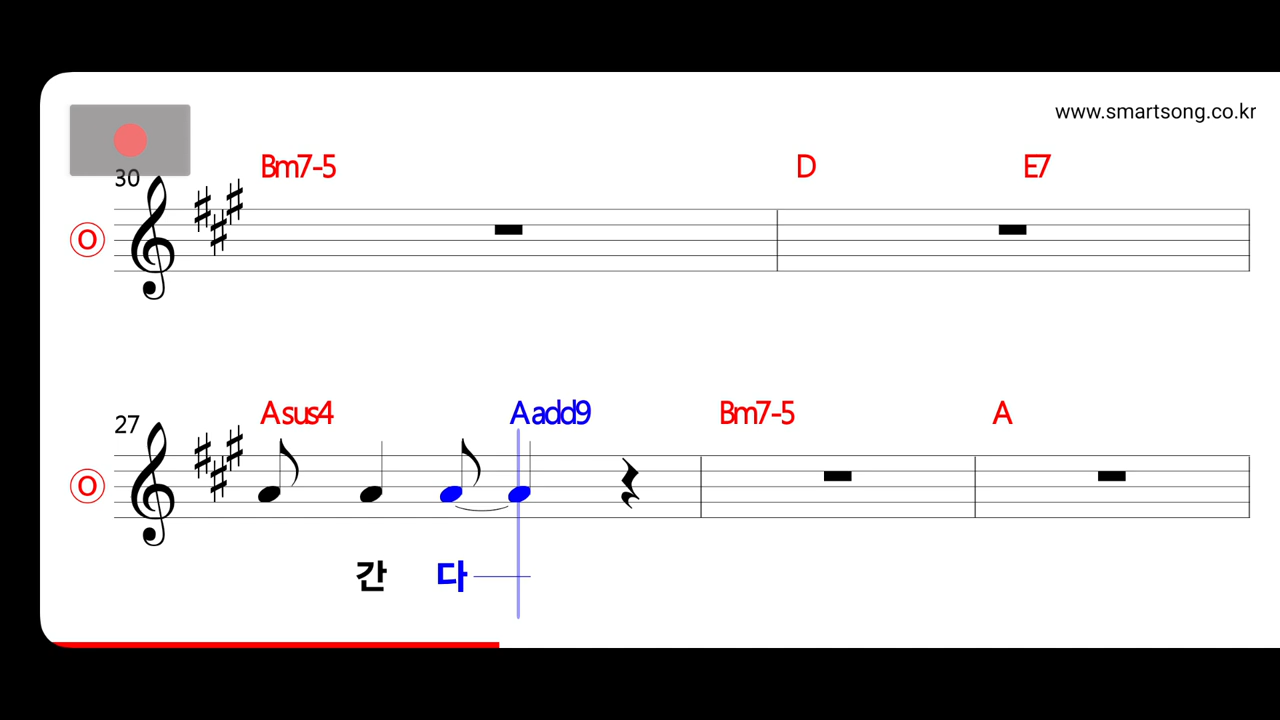 www.smartsong.co.kr
Bm7-5 D E7
30
O
Asus4 Aadd9 Bm7-5 A
27
O
간 다